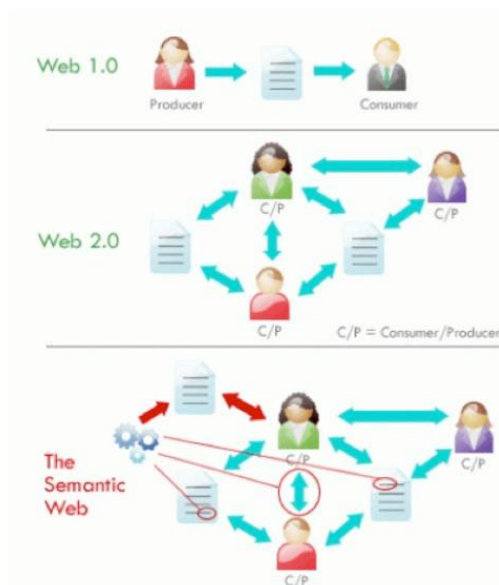 Web 1.0
Producer
Consumer
C/P
C/P
Web 2.0
C/P
C/P = Consumer/Producer
C/P
C/P
The
Semantic
Web
C/P